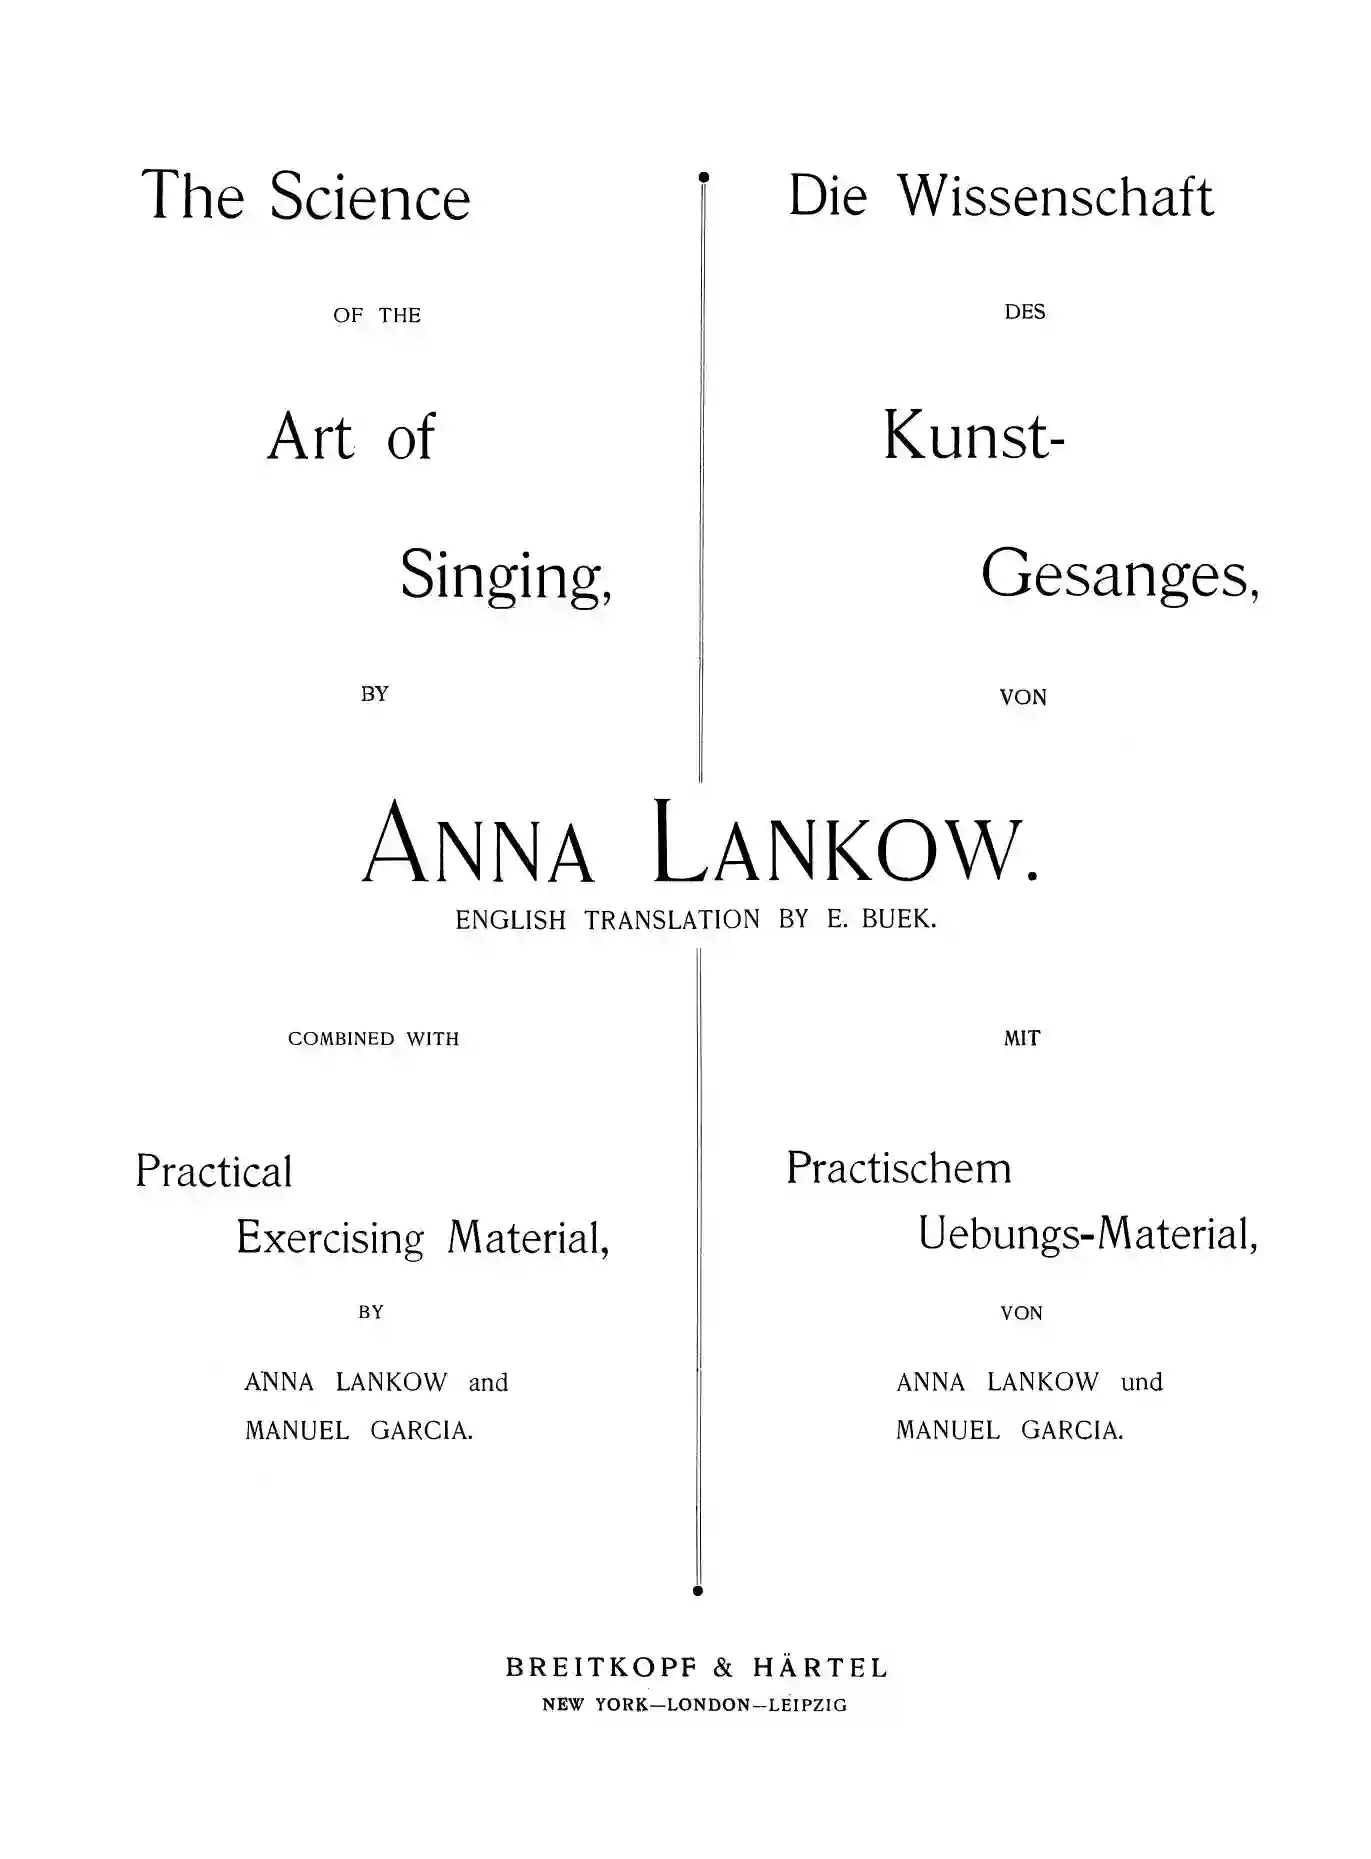 The Science
OF THE
Art of
Singing,
BY
Die Wissenschaft
DES
Kunst-
Gesanges,
VON
ANNA LANKOW.
ENGLISH TRANSLATION BY E. BUEK.
COMBINED WITH
Practical
Exercising Material,
BY
ANNA LANKOW and
MANUEL GARCIA.
MIT
Practischem
Uebungs-Material,
VON
ANNA LANKOW und
MANUEL GARCIA.
BREITKOPF & HÄRTEL
NEW YORK—LONDON—LEIPZIG